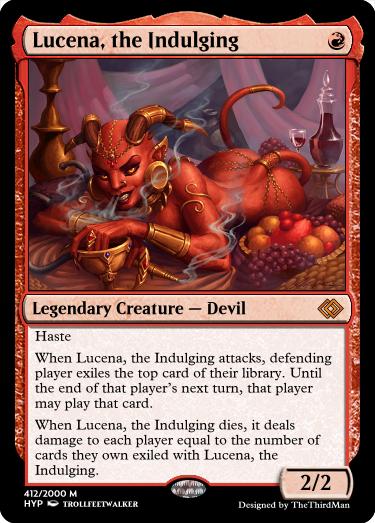 Lucena, the Indulging
Legendary Creature — Devil
Haste
When Lucena, the Indulging attacks, defending
player exiles the top card of their library. Until
the end of that player's next turn, that player
may play that card.
When Lucena, the Indulging dies, it deals
damage to each player equal to the number of
cards they own exiled with Lucena, the
Indulging.
2/2
412/2000 M
HYP TROLLFEETWALKER
Designed by TheThirdMan